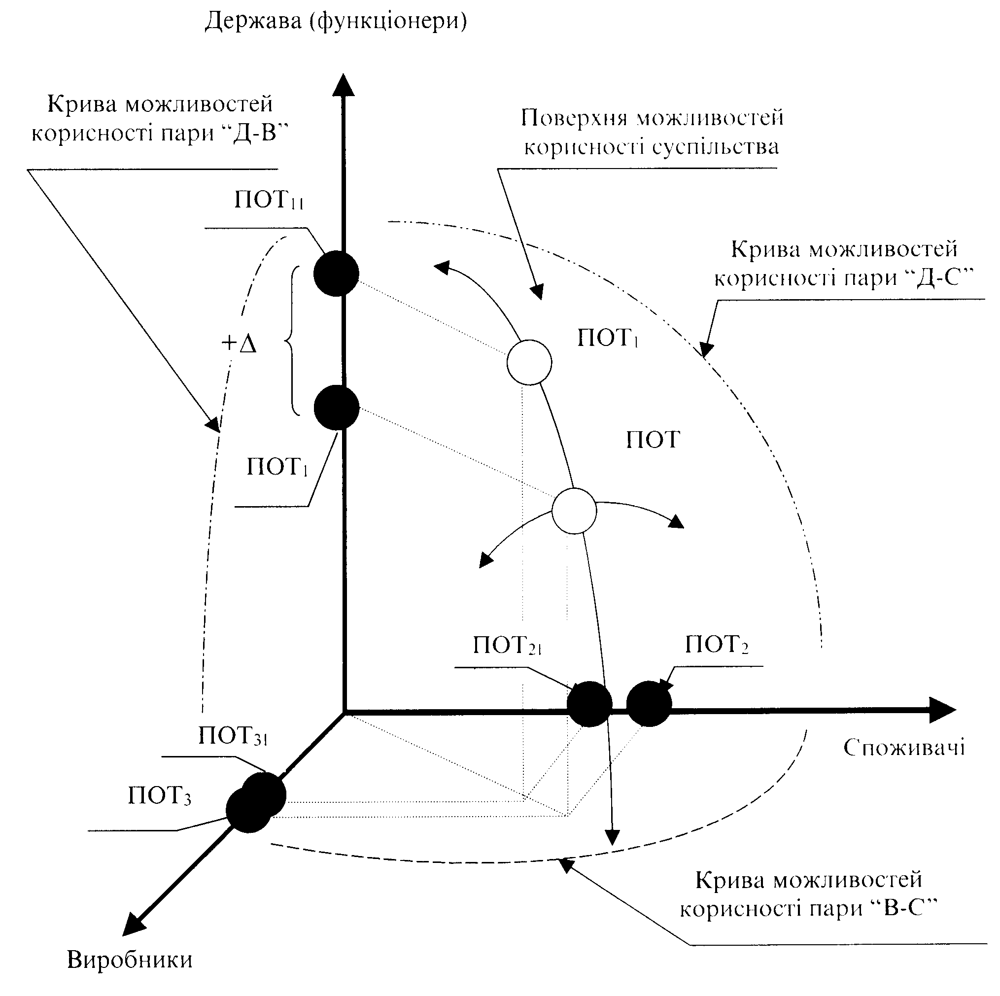 Держава (функціонери)
Крива можливостей
корисності пари “Д-В”
Поверхня можливостей
корисності суспільства
ПОТ₁₁
Крива можливостей
корисності пари “Д-С”
+Δ
ПОТ₁
ПОТ
ПОТ₁
ПОТ₂₁
ПОТ₂
ПОТ₃₁
Споживачі
ПОТ₃
Крива можливостей
корисності пари “В-С”
Виробники